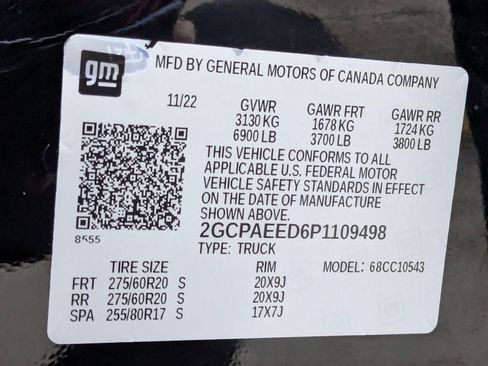 gm
MFD BY GENERAL MOTORS OF CANADA COMPANY
11/22 GVWR GAWR FRT GAWR RR
3130 KG 1678 KG 1724 KG
6900 LB 3700 LB 3800 LB
THIS VEHICLE CONFORMS TO ALL
APPLICABLE U.S. FEDERAL MOTOR
VEHICLE SAFETY STANDARDS IN EFFECT
ON THE DATE OF MANUFACTURE
SHOWN ABOVE.
8555
2GCPAEED6P1109498
TYPE: TRUCK
TIRE SIZE RIM MODEL: 68CC10543
FRT 275/60R20 S 20X9J
RR 275/60R20 S 20X9J
SPA 255/80R17 S 17X7J